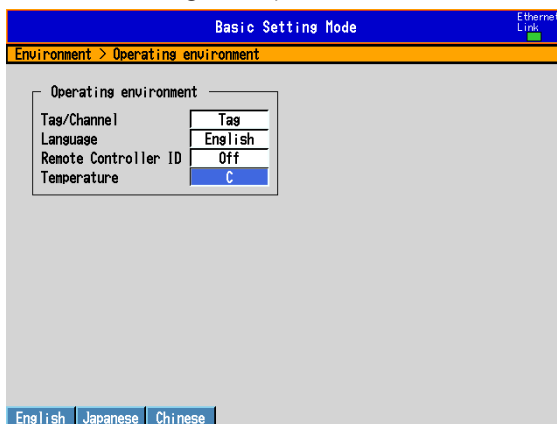 Basic Setting Mode
Ethernet
Link
Environment > Operating environment
Operating environment
Tag/Channel Tag
Language English
Remote Controller ID Off
Temperature C
English Japanese Chinese